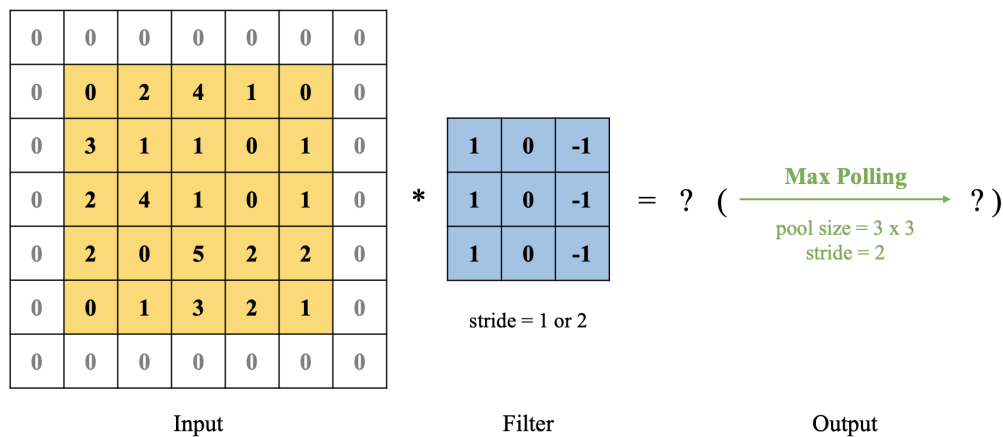 0 0 0 0 0 0 0
0 0 2 4 1 0 0
0 3 1 1 0 1 0
0 2 4 1 0 1 0
0 2 0 5 2 2 0
0 0 1 3 2 1 0
0 0 0 0 0 0 0
*
1 0 -1
1 0 -1
1 0 -1
stride = 1 or 2
= ? ( Max Polling ? )
pool size = 3 x 3
stride = 2
Input Filter Output